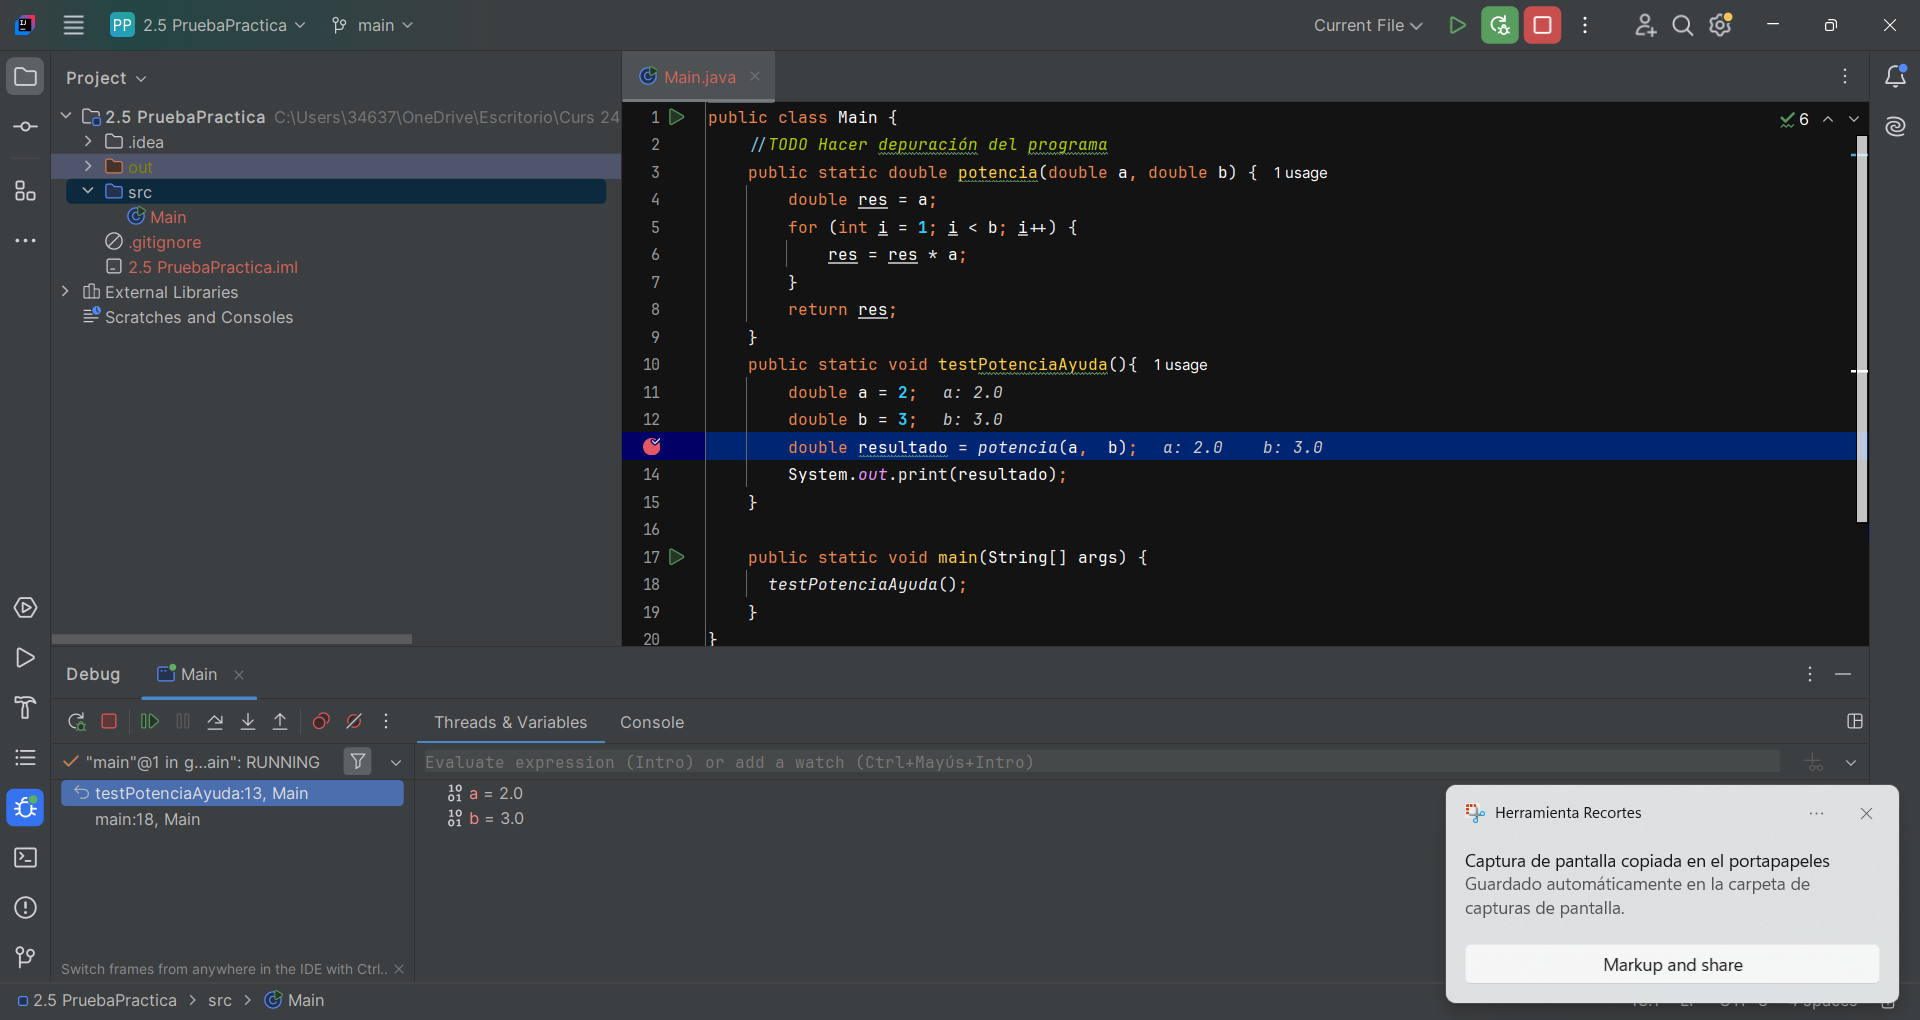 PP 2.5 PruebaPractica main Current File
Project
Main.java
2.5 PruebaPractica C:\Users\34637\OneDrive\Escritorio\Curs 24
.idea
out
src
Main
.gitignore
2.5 PruebaPractica.iml
External Libraries
Scratches and Consoles
6
1 public class Main {
2 //TODO Hacer depuración del programa
3 public static double potencia(double a, double b) { 1 usage
4 double res = a;
5 for (int i = 1; i < b; i++) {
6 res = res * a;
7 }
8 return res;
9 }
10 public static void testPotenciaAyuda(){ 1 usage
11 double a = 2; a: 2.0
12 double b = 3; b: 3.0
double resultado = potencia(a, b); a: 2.0 b: 3.0
14 System.out.print(resultado);
15 }
16
17 public static void main(String[] args) {
18 testPotenciaAyuda();
19 }
20 }
Debug Main
Threads & Variables Console
"main"@1 in g...ain": RUNNING
Evaluate expression (Intro) or add a watch (Ctrl+Mayús+Intro)
testPotenciaAyuda:13, Main
main:18, Main
10 01 a = 2.0
10 01 b = 3.0
Switch frames from anywhere in the IDE with Ctrl..
Herramienta Recortes
Captura de pantalla copiada en el portapapeles
Guardado automáticamente en la carpeta de
capturas de pantalla.
Markup and share
2.5 PruebaPractica > src > Main